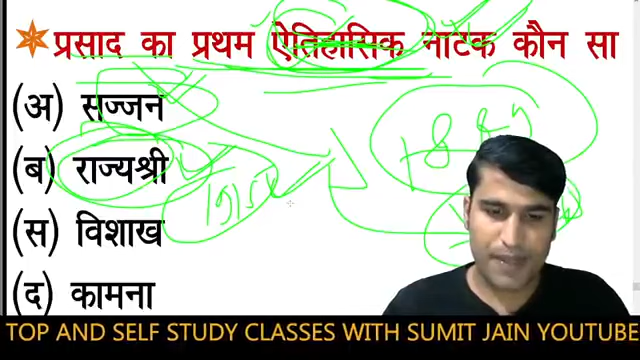 प्रसाद का प्रथम ऐतिहासिक नाटक कौन सा
(अ) सज्जन
(ब) राज्यश्री
(स) विशाख
(द) कामना
TOP AND SELF STUDY CLASSES WITH SUMIT JAIN YOUTUBE